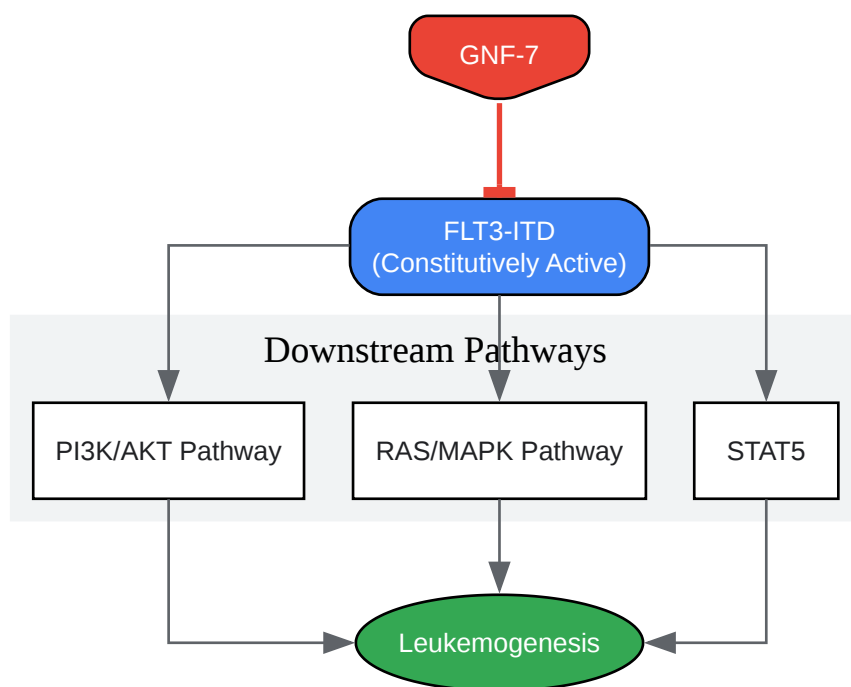 GNF-7
FLT3-ITD
(Constitutively Active)
Downstream Pathways
PI3K/AKT Pathway
RAS/MAPK Pathway
STAT5
Leukemogenesis